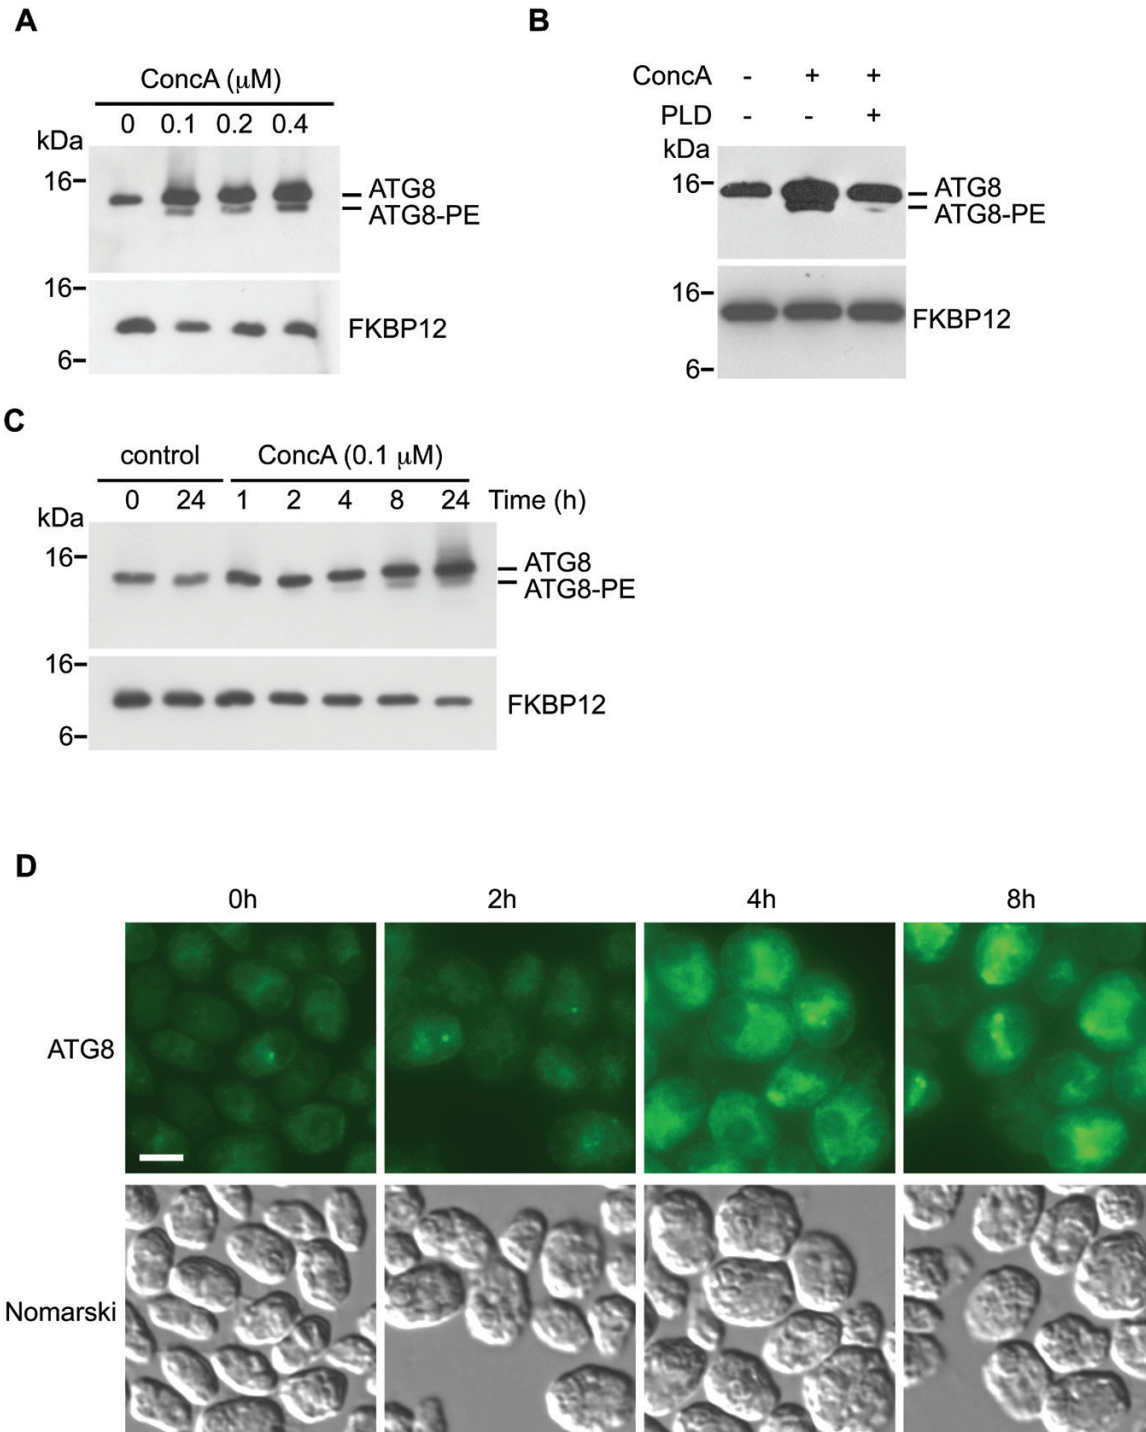 A
ConcA (μM)
0 0.1 0.2 0.4
kDa
16
ATG8
ATG8-PE
16
FKBP12
6
B
ConcA - + +
PLD - - +
kDa
16
ATG8
ATG8-PE
16
FKBP12
6
C
control ConcA (0.1 μM)
0 24 1 2 4 8 24 Time (h)
kDa
16
ATG8
ATG8-PE
16
FKBP12
6
D
0h 2h 4h 8h
ATG8
Nomarski